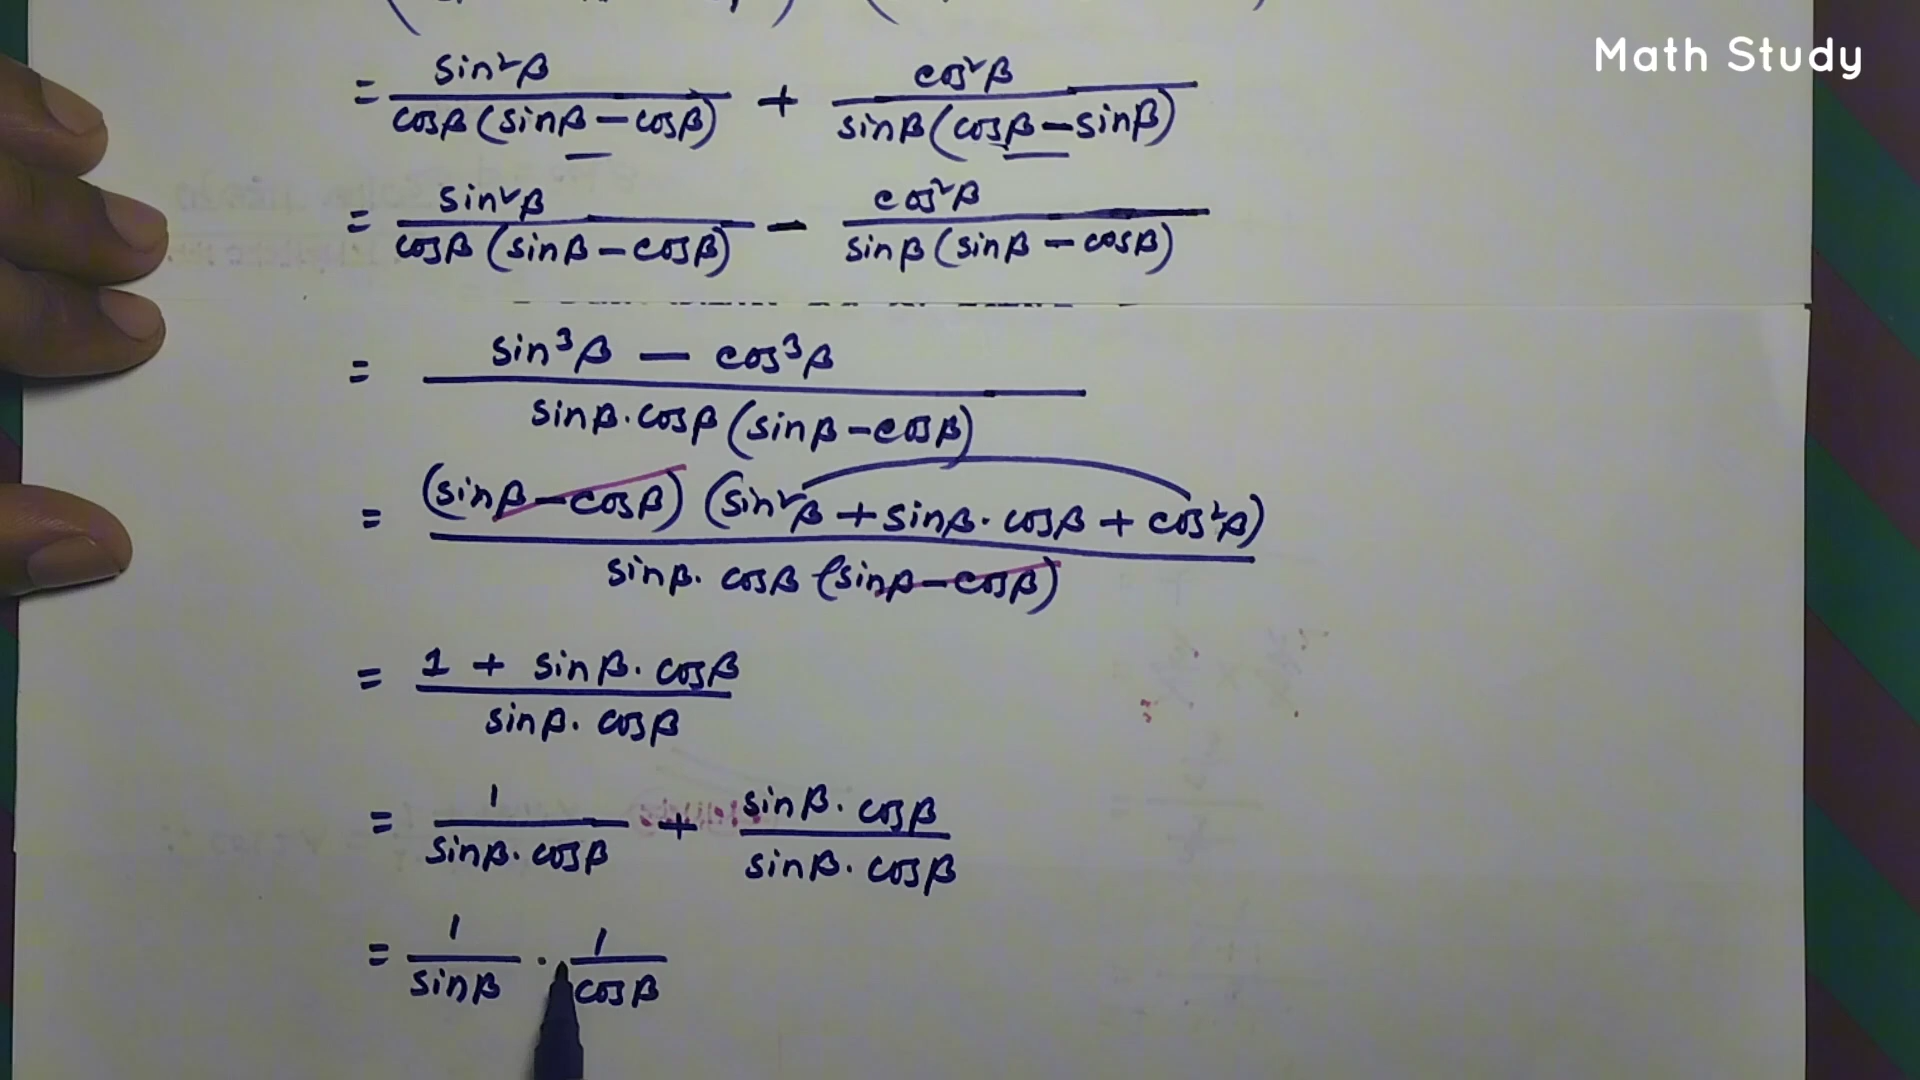 Math Study
= sin²β / cosβ (sinβ − cosβ) + cos²β / sinβ (cosβ − sinβ)
= sin²β / cosβ (sinβ − cosβ) − cos²β / sinβ (sinβ − cosβ)
= sin³β − cos³β / sinβ. cosβ (sinβ − cosβ)
= (sinβ − cosβ) (sin²β + sinβ. cosβ + cos²β) / sinβ. cosβ (sinβ − cosβ)
= 1 + sinβ. cosβ / sinβ. cosβ
= 1 / sinβ. cosβ + sinβ. cosβ / sinβ. cosβ
= 1 / sinβ . 1 / cosβ